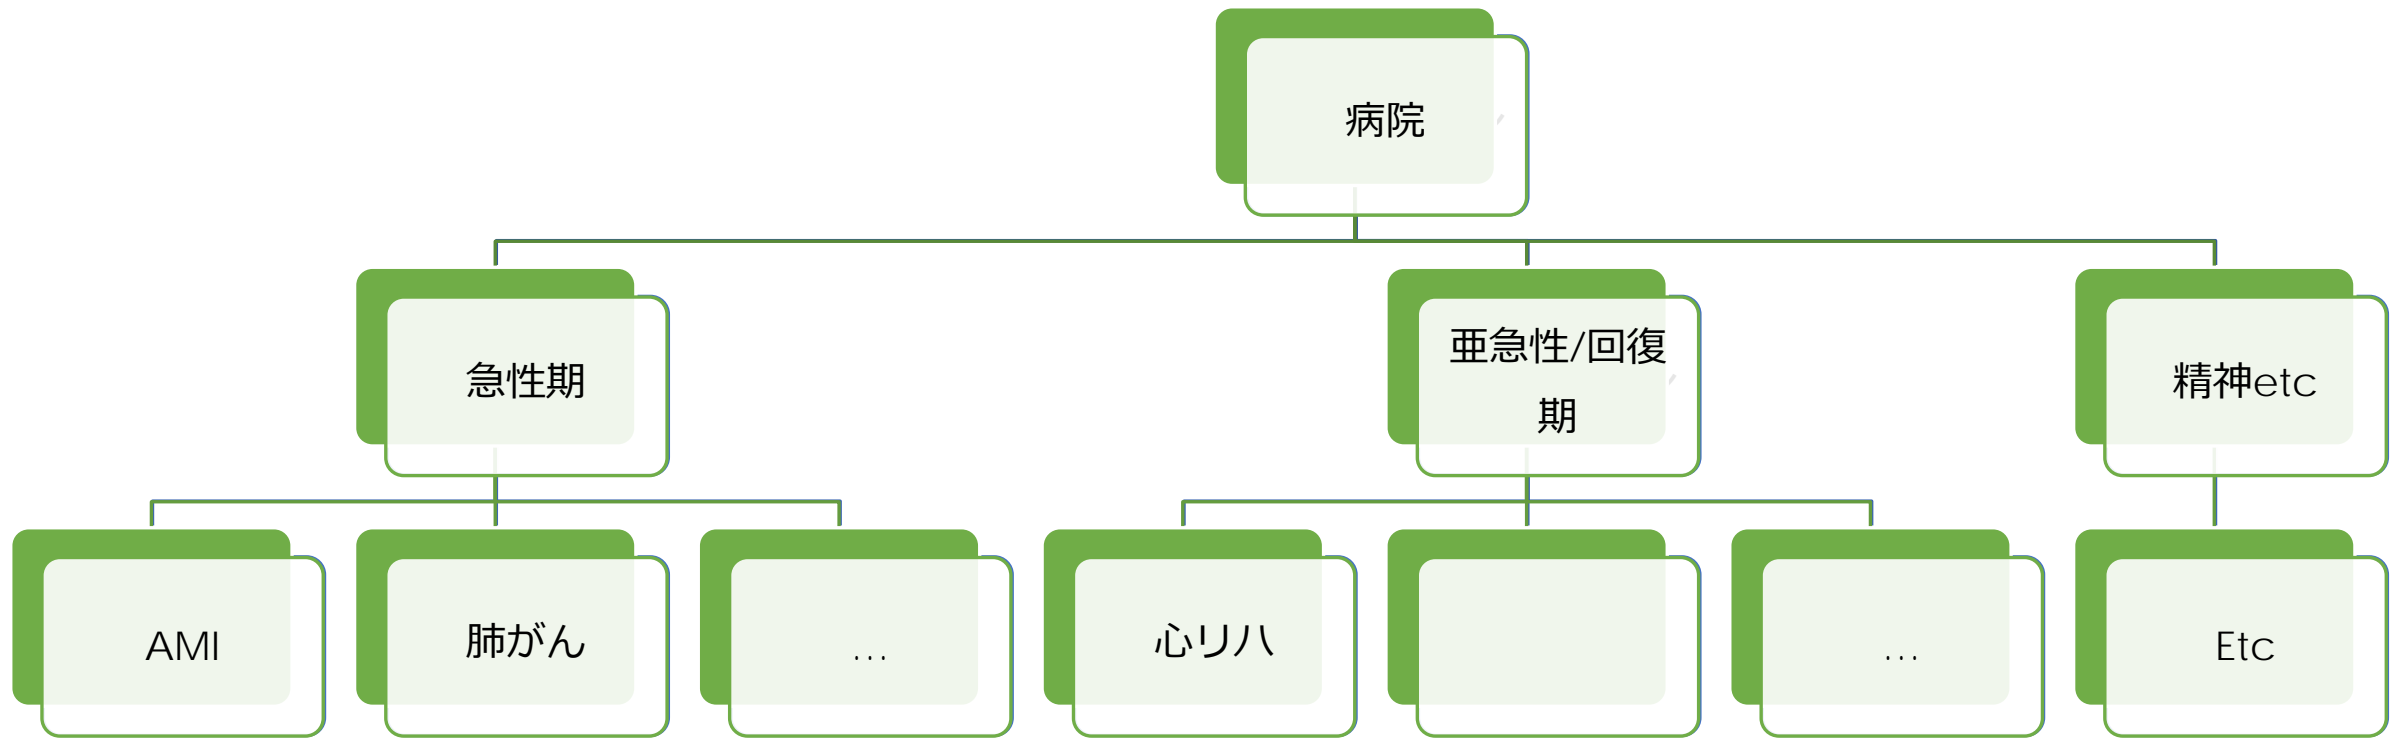 病院
急性期
亜急性/回復
期
精神etc
AMI
肺がん
...
心リハ
...
Etc